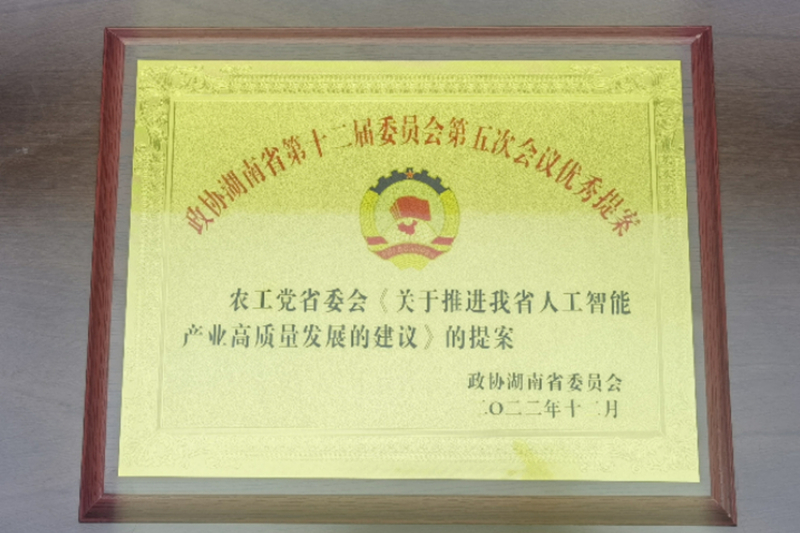 政协湖南省第十二届委员会第五次会议优秀提案
农工党省委会《关于推进我省人工智能
产业高质量发展的建议》的提案
政协湖南省委员会
二〇二二年十二月